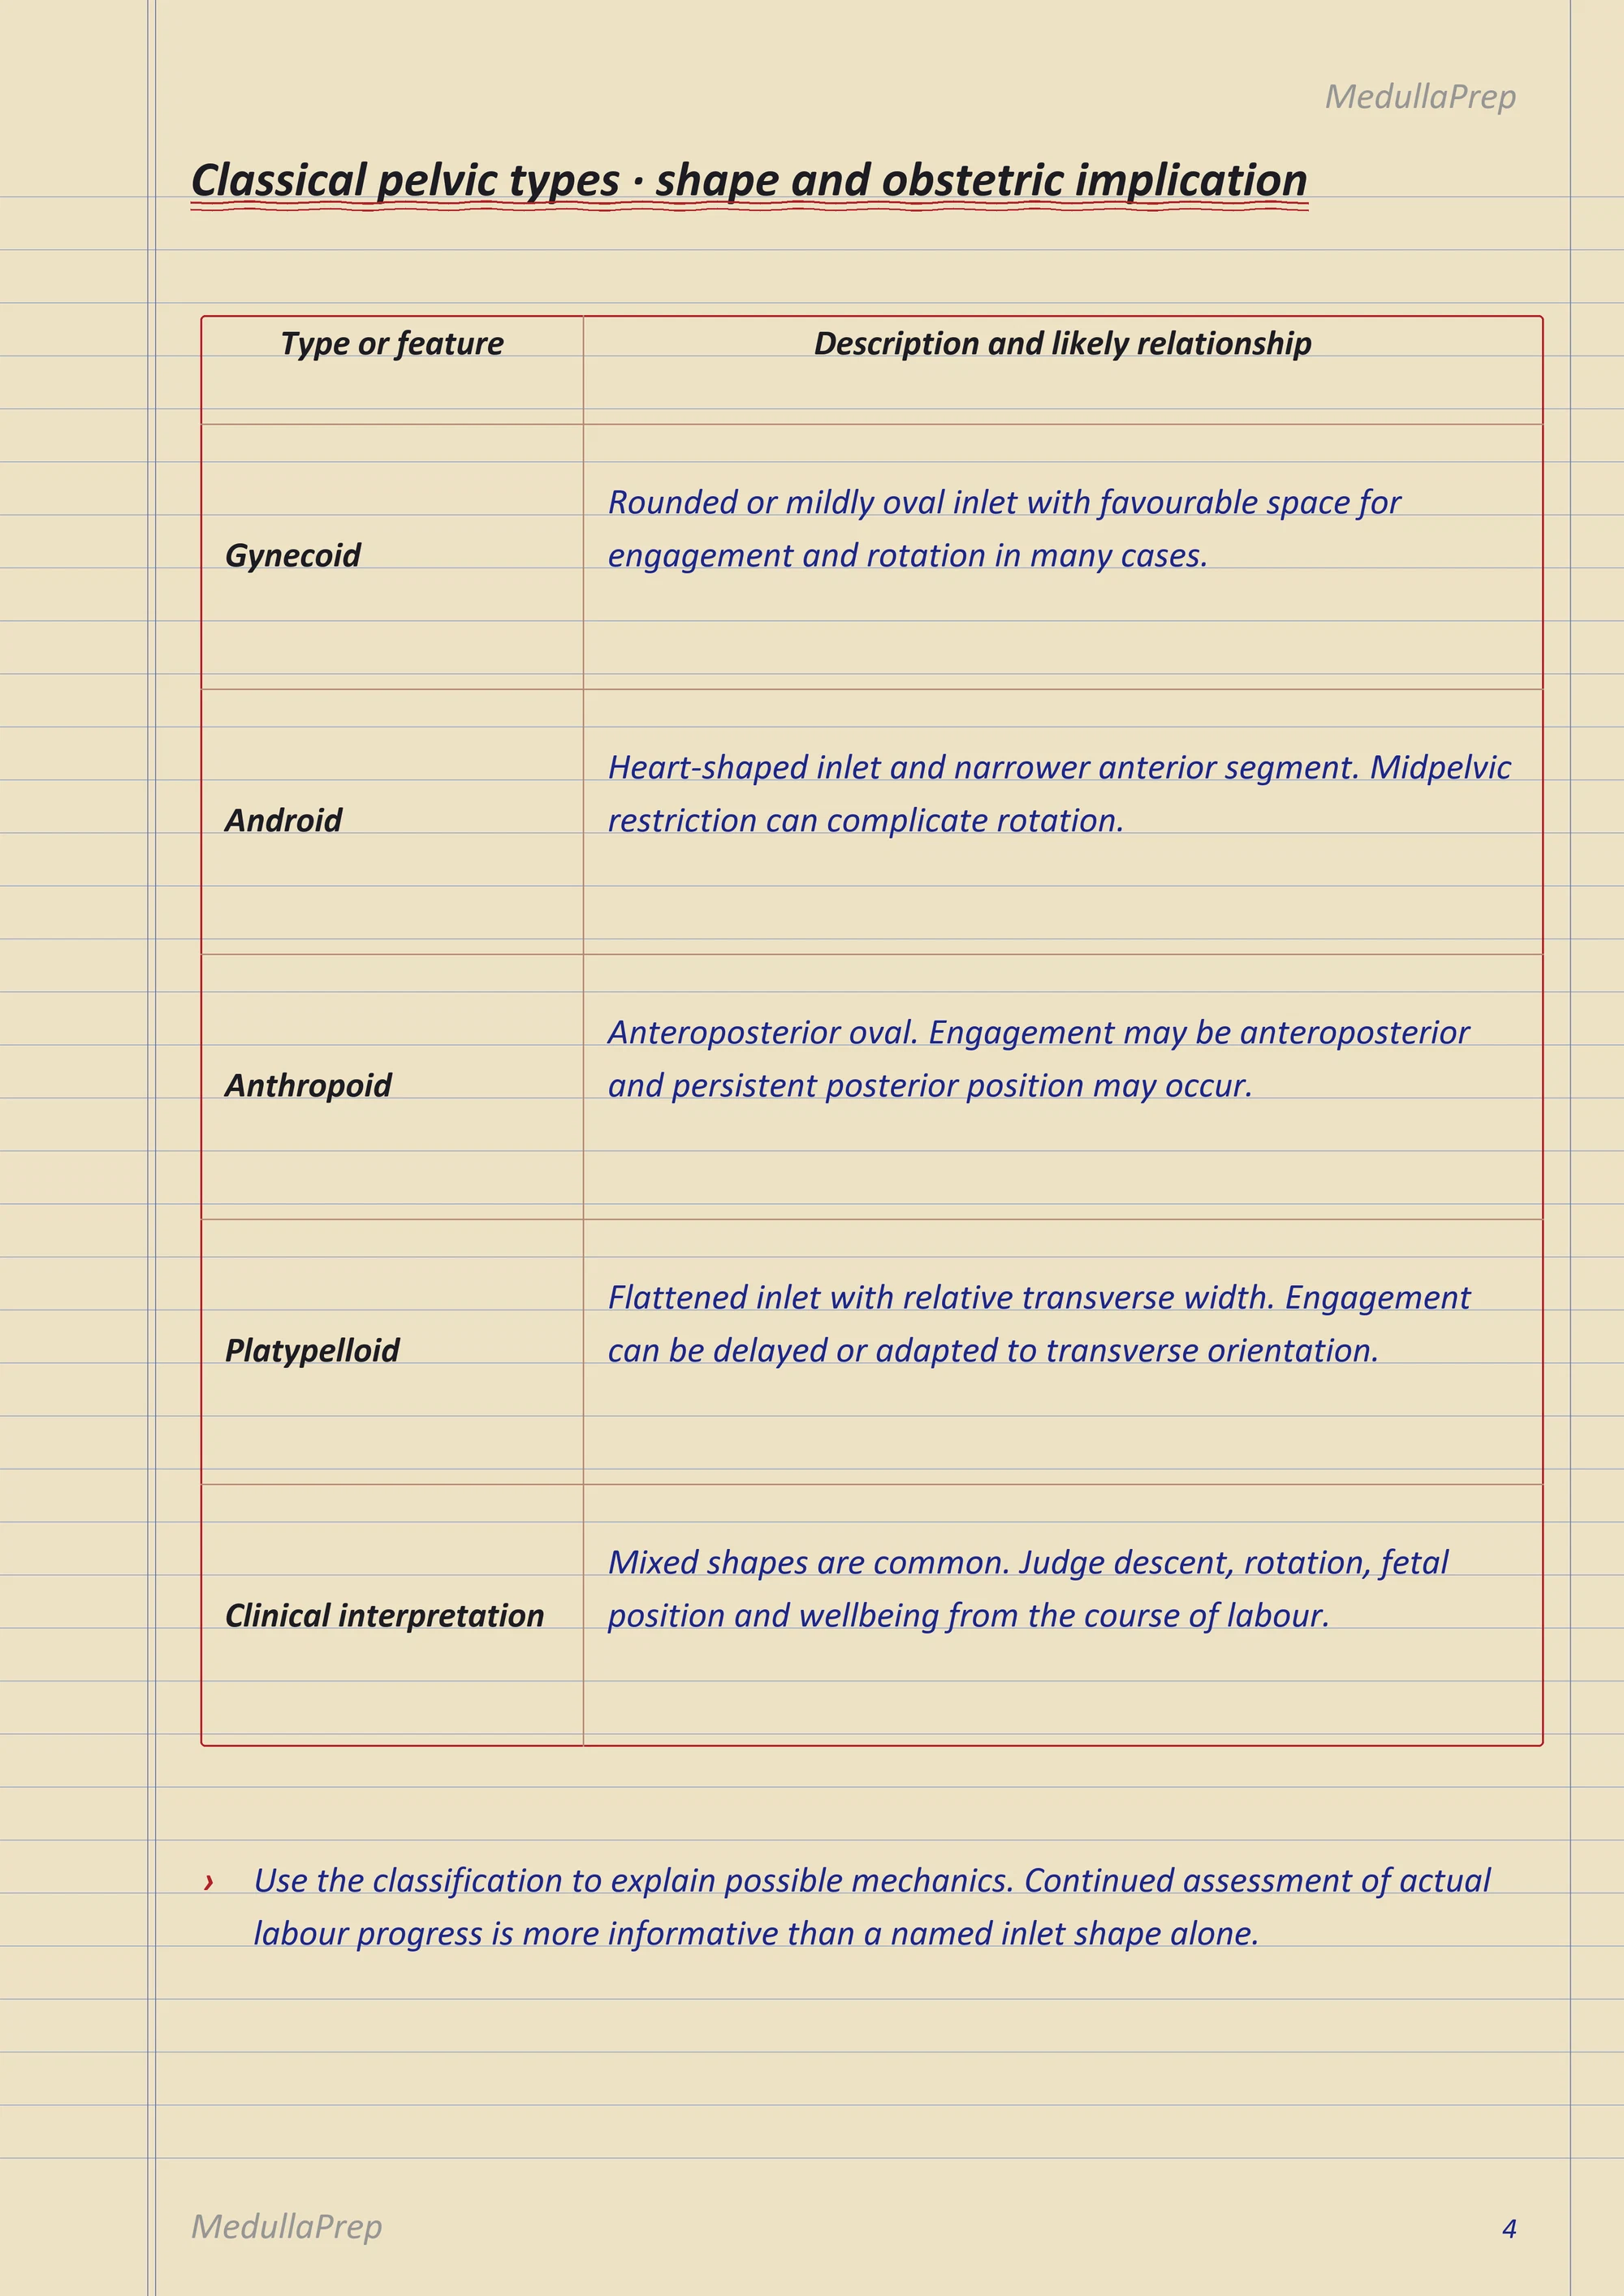 MedullaPrep
Classical pelvic types · shape and obstetric implication
Type or feature
Description and likely relationship
Gynecoid
Rounded or mildly oval inlet with favourable space for
engagement and rotation in many cases.
Android
Heart-shaped inlet and narrower anterior segment. Midpelvic
restriction can complicate rotation.
Anthropoid
Anteroposterior oval. Engagement may be anteroposterior
and persistent posterior position may occur.
Platypelloid
Flattened inlet with relative transverse width. Engagement
can be delayed or adapted to transverse orientation.
Clinical interpretation
Mixed shapes are common. Judge descent, rotation, fetal
position and wellbeing from the course of labour.
› Use the classification to explain possible mechanics. Continued assessment of actual
labour progress is more informative than a named inlet shape alone.
MedullaPrep
4